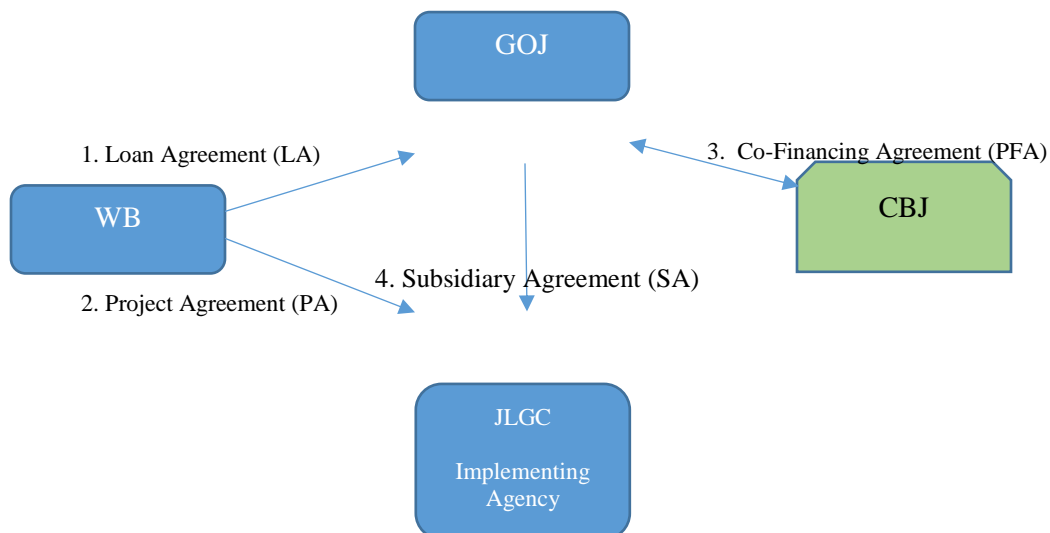 GOJ
1. Loan Agreement (LA)
3. Co-Financing Agreement (PFA)
WB
CBJ
4. Subsidiary Agreement (SA)
2. Project Agreement (PA)
JLGC
Implementing
Agency